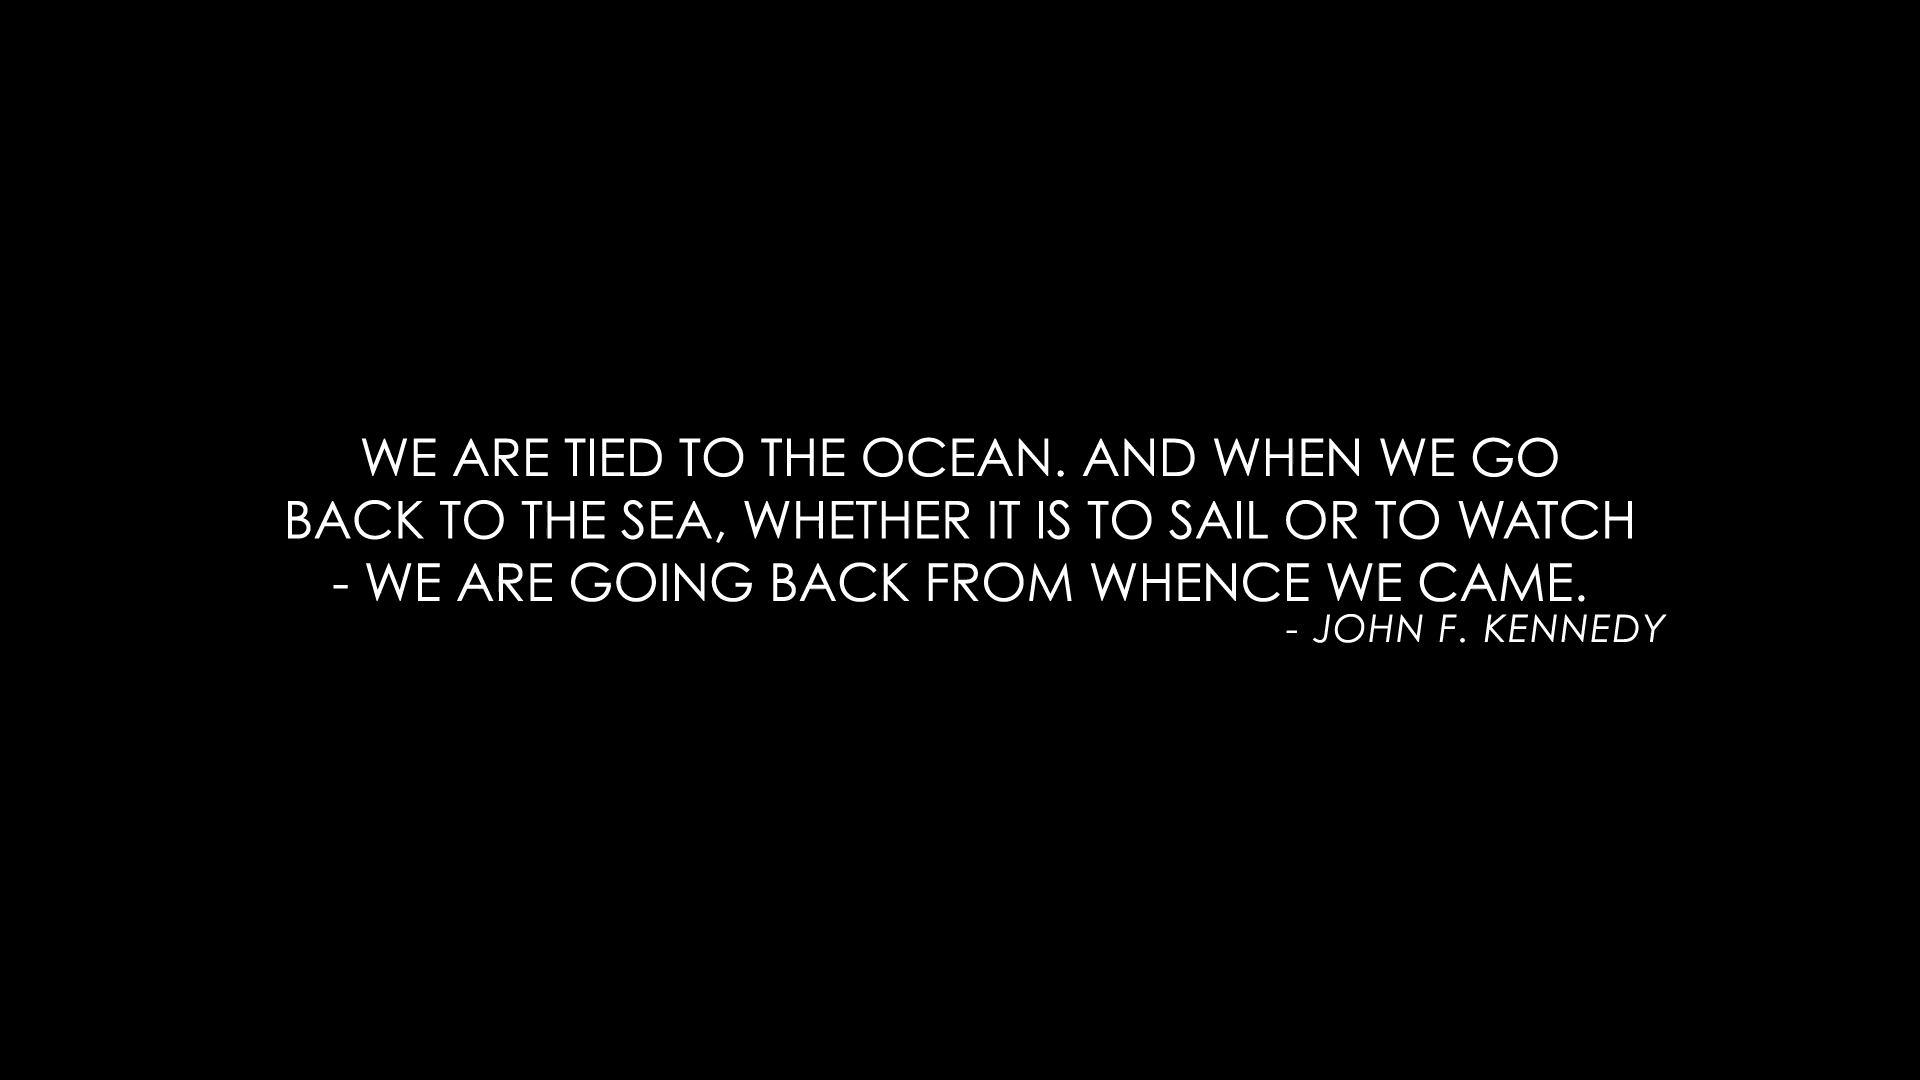 WE ARE TIED TO THE OCEAN. AND WHEN WE GO
BACK TO THE SEA, WHETHER IT IS TO SAIL OR TO WATCH
- WE ARE GOING BACK FROM WHENCE WE CAME.
- JOHN F. KENNEDY